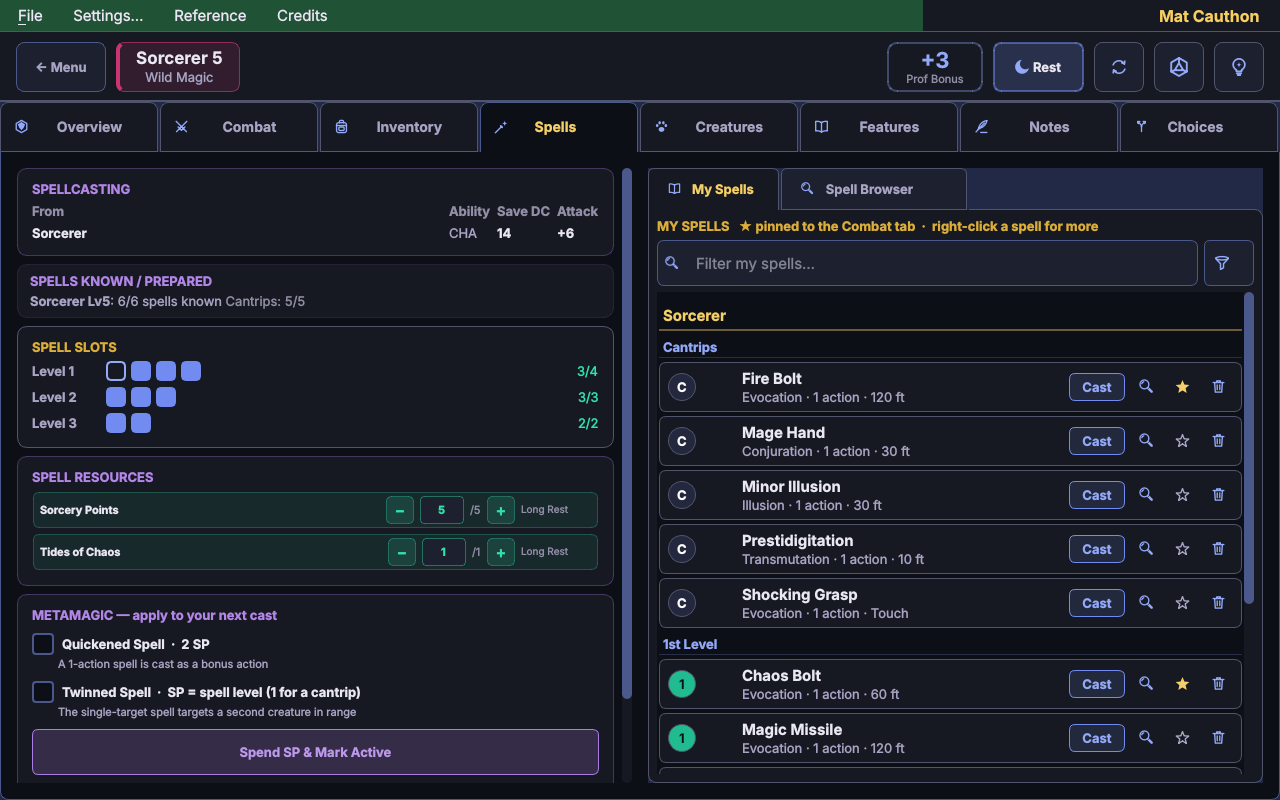 File Settings... Reference Credits
Mat Cauthon
← Menu
Sorcerer 5
Wild Magic
+3
Prof Bonus
Rest
Overview Combat Inventory Spells Creatures Features Notes Choices
SPELLCASTING
From Ability Save DC Attack
Sorcerer CHA 14 +6
SPELLS KNOWN / PREPARED
Sorcerer Lv5: 6/6 spells known Cantrips: 5/5
SPELL SLOTS
Level 1 3/4
Level 2 3/3
Level 3 2/2
SPELL RESOURCES
Sorcery Points − 5 /5 + Long Rest
Tides of Chaos − 1 /1 + Long Rest
METAMAGIC — apply to your next cast
Quickened Spell · 2 SP
A 1-action spell is cast as a bonus action
Twinned Spell · SP = spell level (1 for a cantrip)
The single-target spell targets a second creature in range
Spend SP & Mark Active
My Spells Spell Browser
MY SPELLS ★ pinned to the Combat tab · right-click a spell for more
Filter my spells...
Sorcerer
Cantrips
C Fire Bolt Cast
Evocation · 1 action · 120 ft
C Mage Hand Cast
Conjuration · 1 action · 30 ft
C Minor Illusion Cast
Illusion · 1 action · 30 ft
C Prestidigitation Cast
Transmutation · 1 action · 10 ft
C Shocking Grasp Cast
Evocation · 1 action · Touch
1st Level
1 Chaos Bolt Cast
Evocation · 1 action · 60 ft
1 Magic Missile Cast
Evocation · 1 action · 120 ft